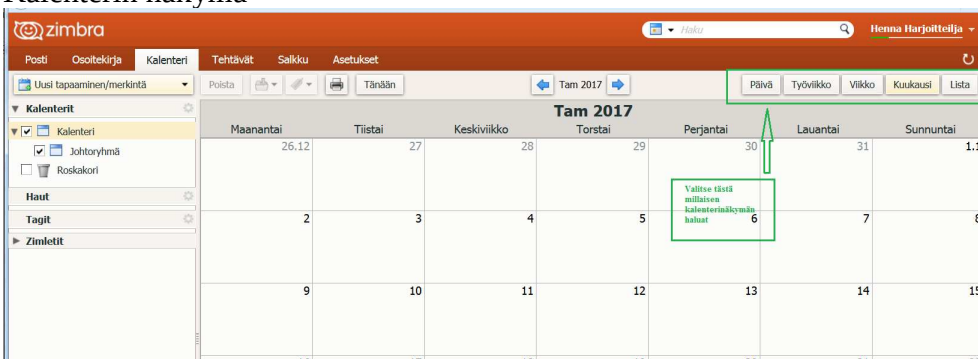 Kalenterin näkymä
zimbra
Haku
Henna Harjoitteilja
Posti Osoitekirja Kalenteri Tehtävät Salkku Asetukset
Uusi tapaaminen/merkintä Poista Tänään Tam 2017 Päivä Työviikko Viikko Kuukausi Lista
Kalenterit
Kalenteri
Johtoryhmä
Roskakori
Haut
Tagit
Zimletit
Tam 2017
Maanantai Tiistai Keskiviikko Torstai Perjantai Lauantai Sunnuntai
26.12 27 28 29 30 31 1.1
Valitse tästä
millaisen
kalenterinäkymän
haluat
2 3 4 5 6 7 8
9 10 11 12 13 14 15